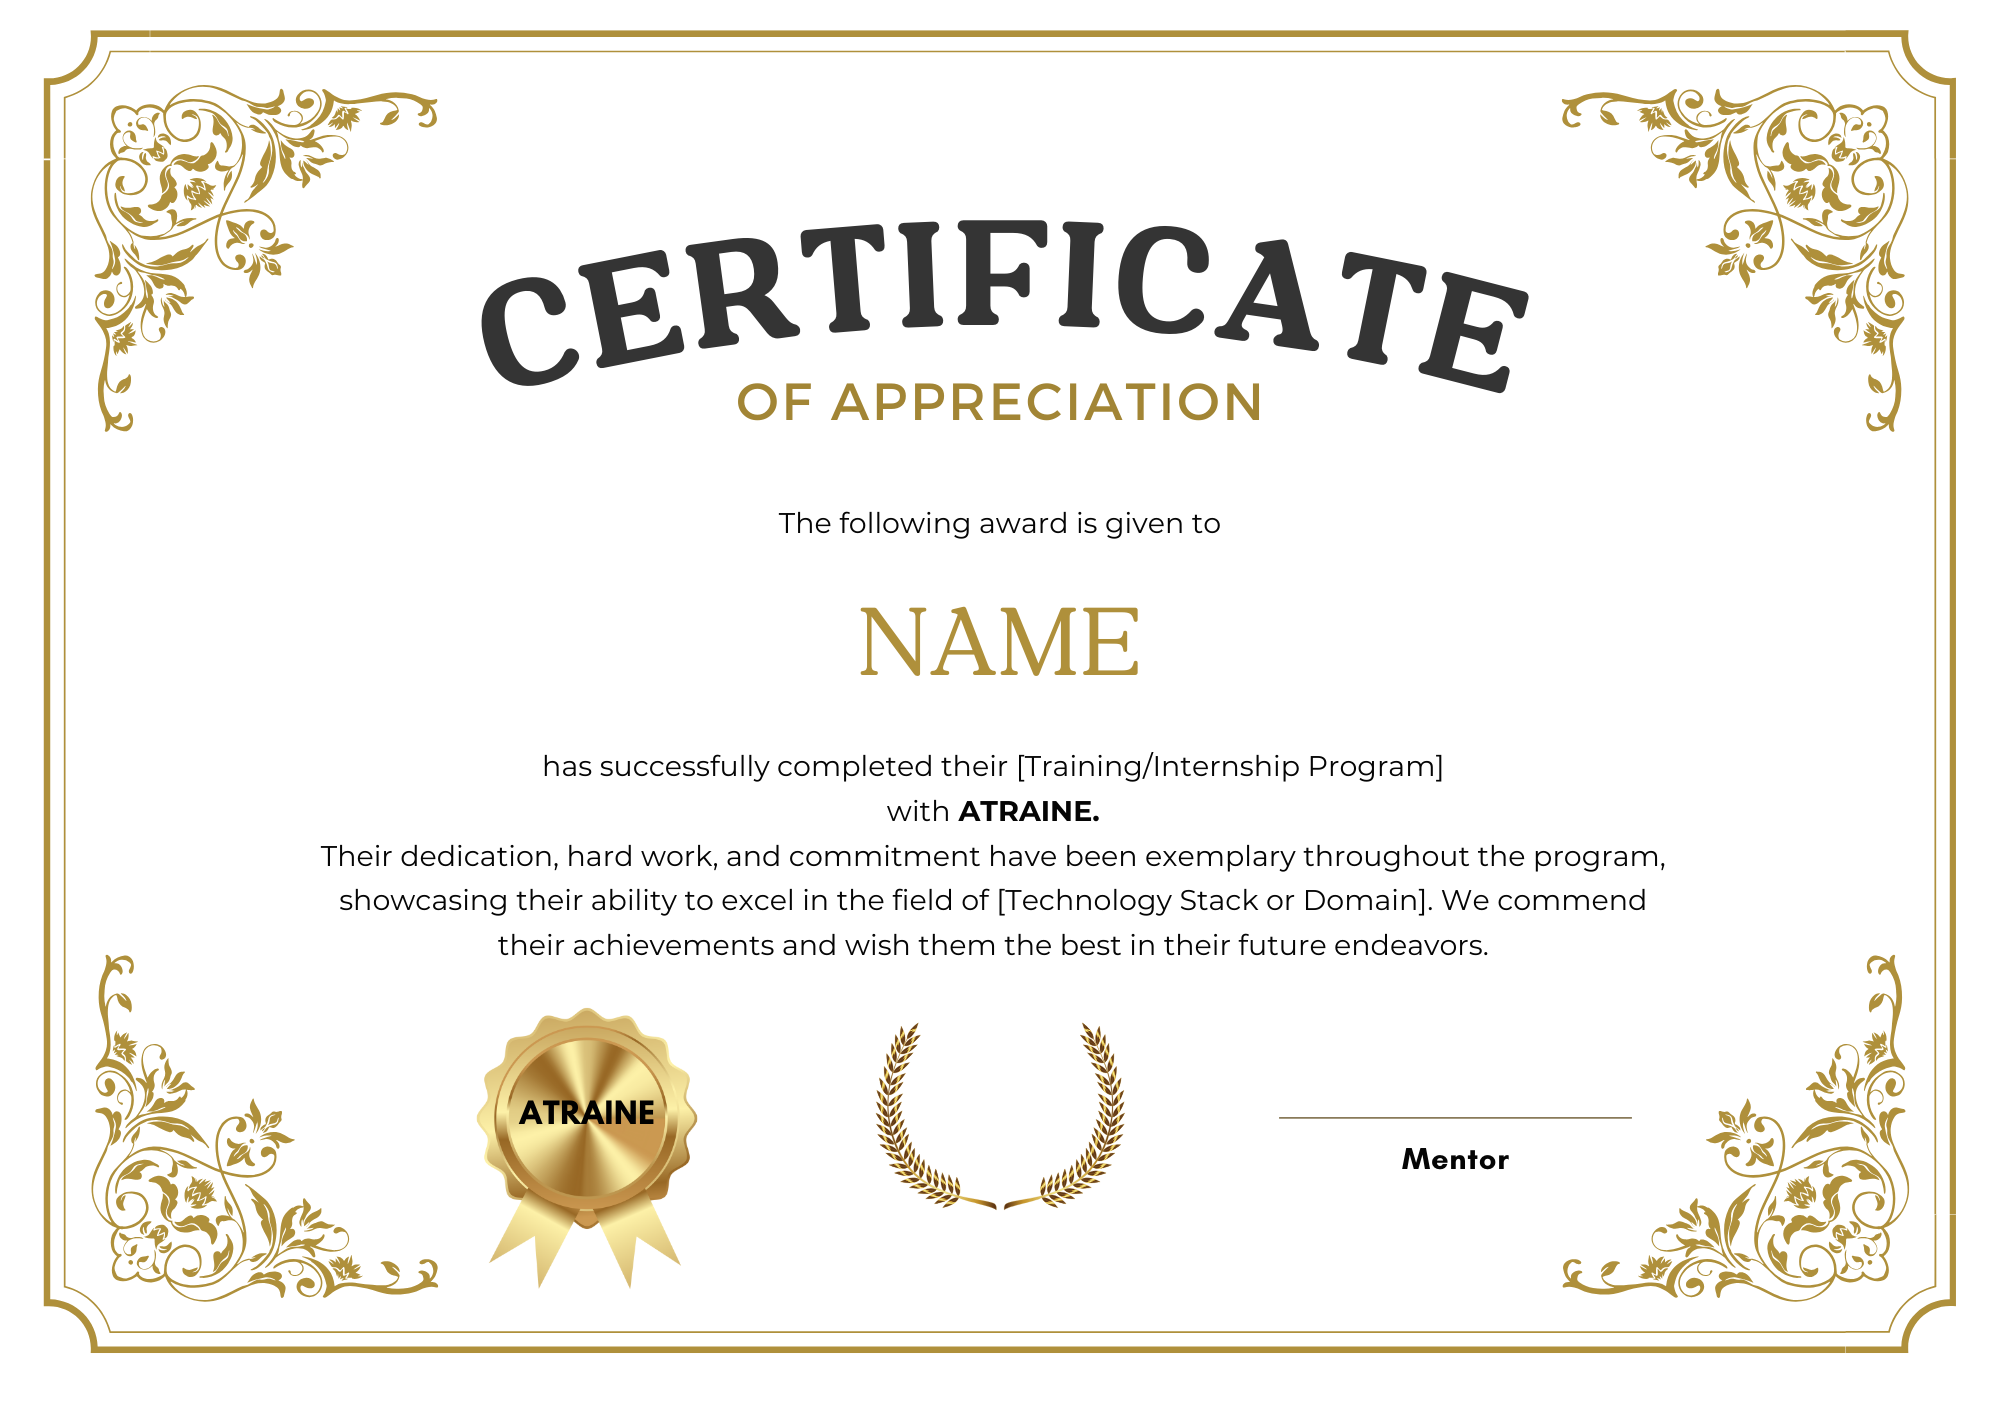 CERTIFICATE
OF APPRECIATION
The following award is given to
NAME
has successfully completed their [Training/Internship Program]
with ATRAINE.
Their dedication, hard work, and commitment have been exemplary throughout the program,
showcasing their ability to excel in the field of [Technology Stack or Domain]. We commend
their achievements and wish them the best in their future endeavors.
ATRAINE
Mentor